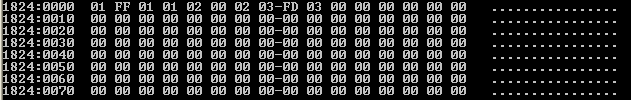 1824:0000 01 FF 01 01 02 00 02 03-FD 03 00 00 00 00 00 00 ................
1824:0010 00 00 00 00 00 00 00 00-00 00 00 00 00 00 00 00 ................
1824:0020 00 00 00 00 00 00 00 00-00 00 00 00 00 00 00 00 ................
1824:0030 00 00 00 00 00 00 00 00-00 00 00 00 00 00 00 00 ................
1824:0040 00 00 00 00 00 00 00 00-00 00 00 00 00 00 00 00 ................
1824:0050 00 00 00 00 00 00 00 00-00 00 00 00 00 00 00 00 ................
1824:0060 00 00 00 00 00 00 00 00-00 00 00 00 00 00 00 00 ................
1824:0070 00 00 00 00 00 00 00 00-00 00 00 00 00 00 00 00 ................